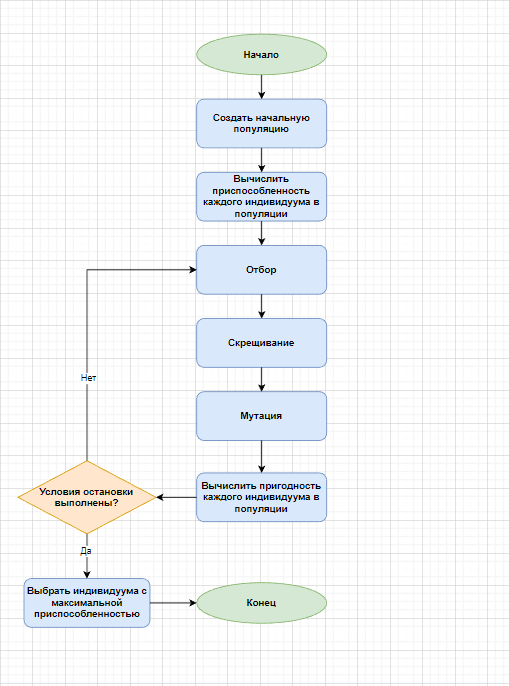 Начало
Создать начальную
популяцию
Вычислить
приспособленность
каждого индивидуума в
популяции
Отбор
Скрещивание
Мутация
Вычислить пригодность
каждого индивидуума в
популяции
Условия остановки
выполнены?
Нет
Да
Выбрать индивидуума с
максимальной
приспособленностью
Конец